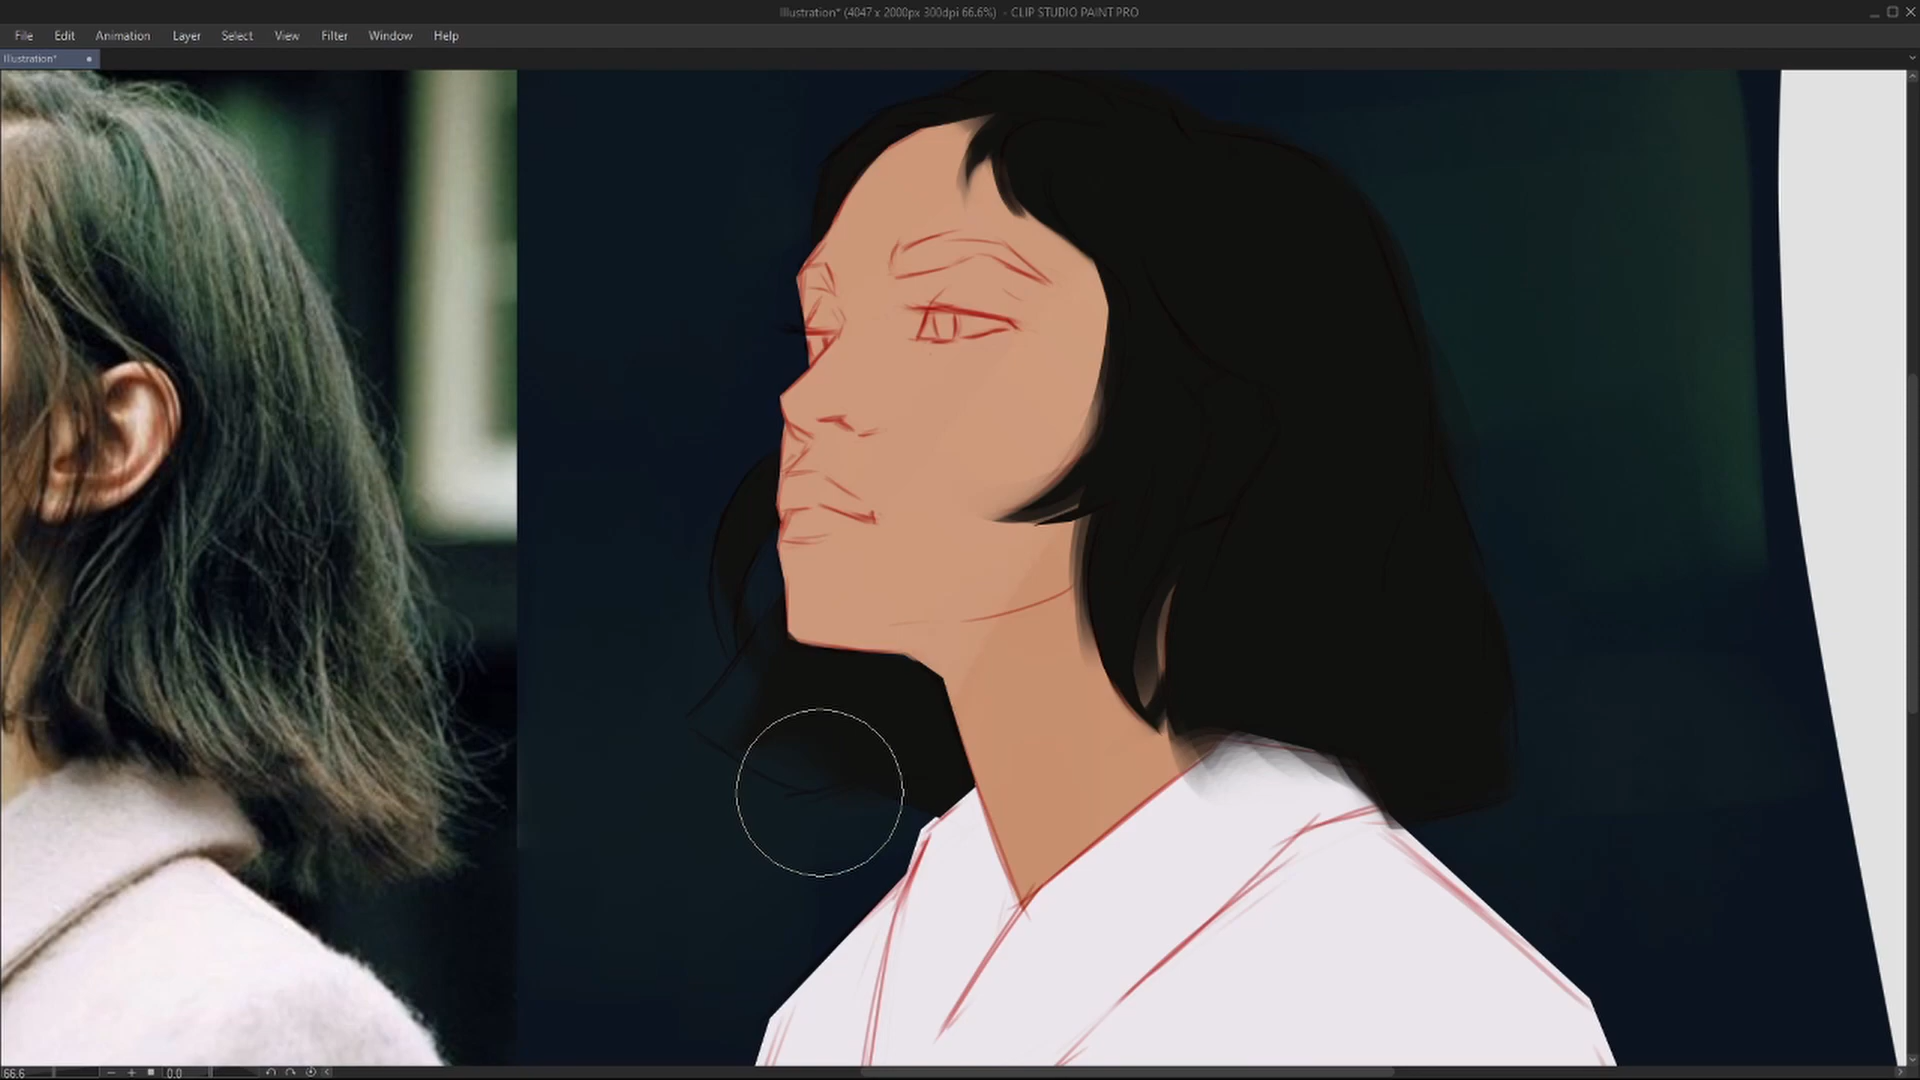 Illustration* (4047 x 2000px 300dpi 66.6%) - CLIP STUDIO PAINT PRO
File Edit Animation Layer Select View Filter Window Help
Illustration*
66.6 0.0